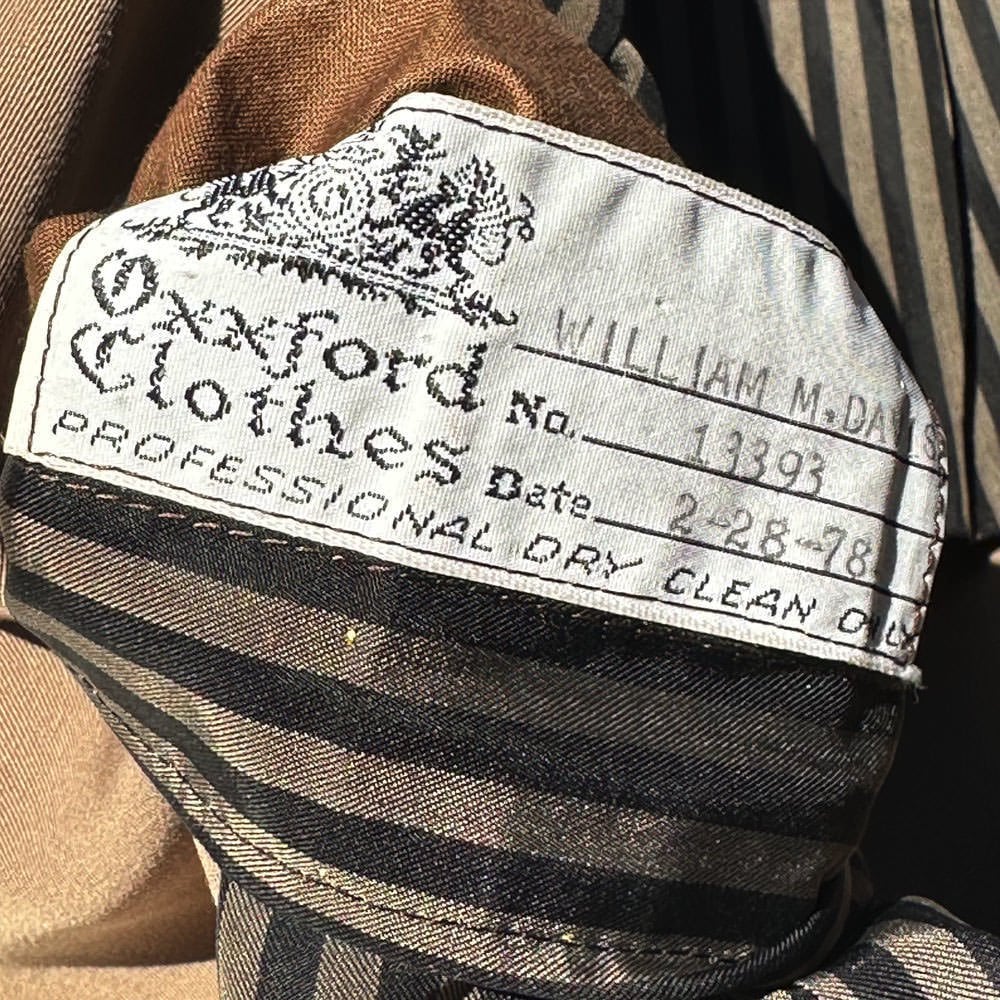 Oxxford
Clothes
WILLIAM M. DAVIS
No. 13393
Date 2-28-78
PROFESSIONAL DRY CLEAN ONLY